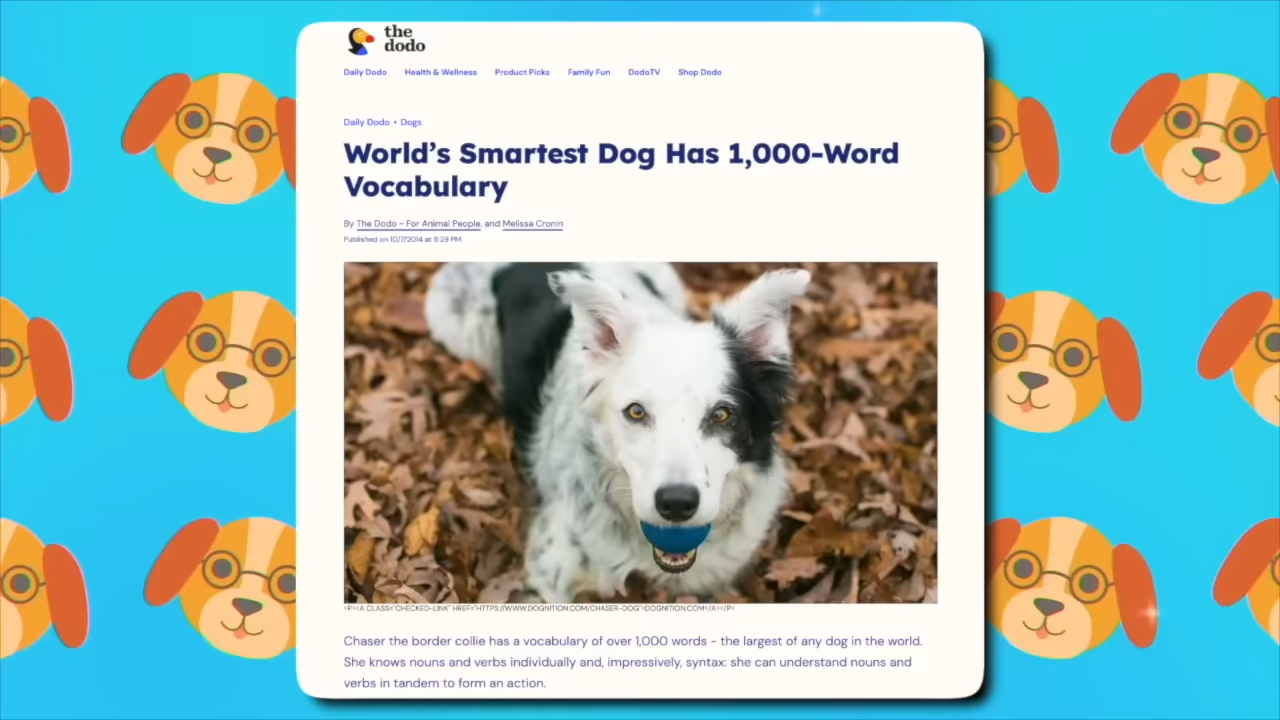 the
dodo
Daily Dodo Health & Wellness Product Picks Family Fun DodoTV Shop Dodo
Daily Dodo • Dogs
World's Smartest Dog Has 1,000-Word
Vocabulary
By The Dodo - For Animal People, and Melissa Cronin
Published on 10/7/2014 at 8:29 PM
<P><A CLASS="CHECKED-LINK" HREF="HTTPS://WWW.DOGNITION.COM/CHASER-DOG">DOGNITION.COM</A></P>
Chaser the border collie has a vocabulary of over 1,000 words - the largest of any dog in the world.
She knows nouns and verbs individually and, impressively, syntax: she can understand nouns and
verbs in tandem to form an action.